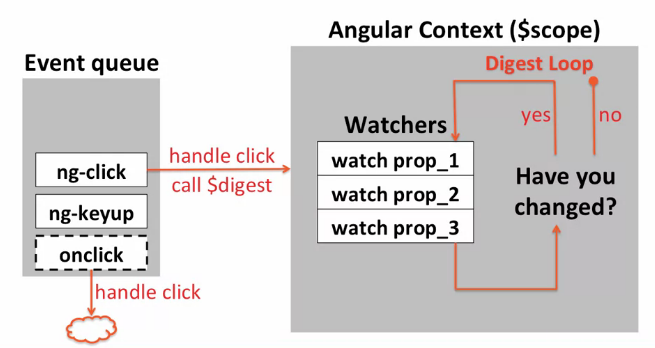 Angular Context ($scope)
Event queue
Digest Loop
ng-click
ng-keyup
onclick
handle click
call $digest
handle click
Watchers
watch prop_1
watch prop_2
watch prop_3
yes
no
Have you
changed?